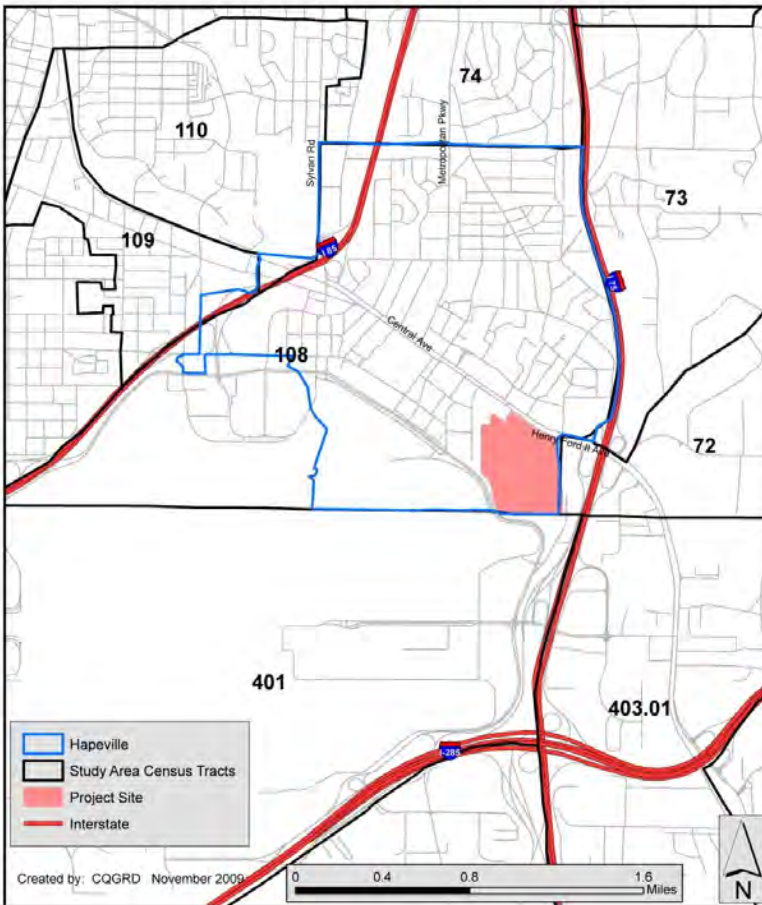 74
110
Sylvan Rd
Metropolitan Pkwy
73
109
I-85
I-75
Central Ave
108
Henry Ford II Ave
72
401
403.01
I-285
Hapeville
Study Area Census Tracts
Project Site
Interstate
Created by: CQGRD November 2009
0 0.4 0.8 1.6
Miles
N